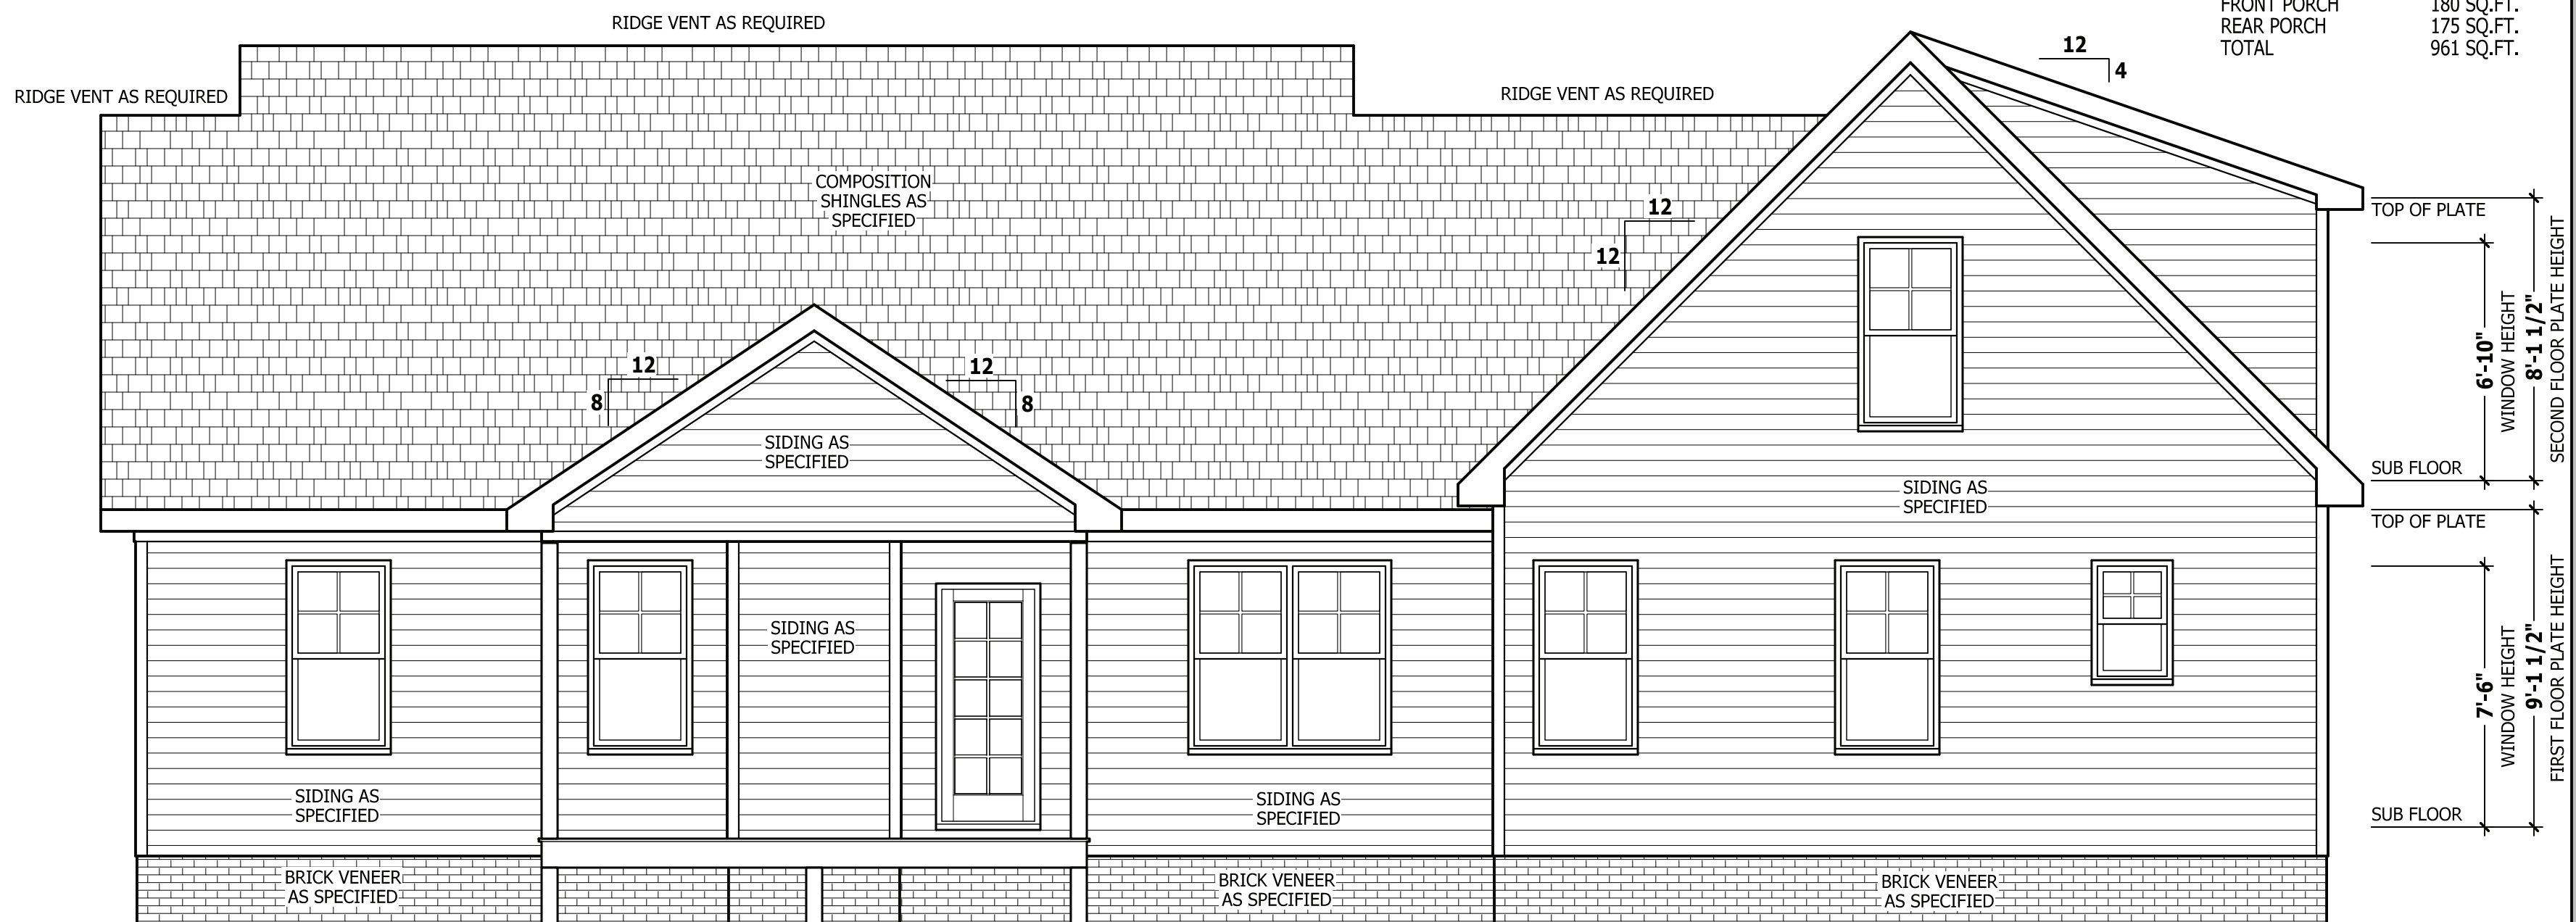 FRONT PORCH 180 SQ.FT.
REAR PORCH 175 SQ.FT.
TOTAL 961 SQ.FT.
RIDGE VENT AS REQUIRED
RIDGE VENT AS REQUIRED
RIDGE VENT AS REQUIRED
12
4
COMPOSITION
SHINGLES AS
SPECIFIED
12
12
TOP OF PLATE
12
8
12
8
SIDING AS
SPECIFIED
SUB FLOOR
SIDING AS
SPECIFIED
6'-10"
WINDOW HEIGHT
8'-1 1/2"
SECOND FLOOR PLATE HEIGHT
TOP OF PLATE
SIDING AS
SPECIFIED
7'-6"
WINDOW HEIGHT
9'-1 1/2"
FIRST FLOOR PLATE HEIGHT
SIDING AS
SPECIFIED
SIDING AS
SPECIFIED
SUB FLOOR
BRICK VENEER
AS SPECIFIED
BRICK VENEER
AS SPECIFIED
BRICK VENEER
AS SPECIFIED